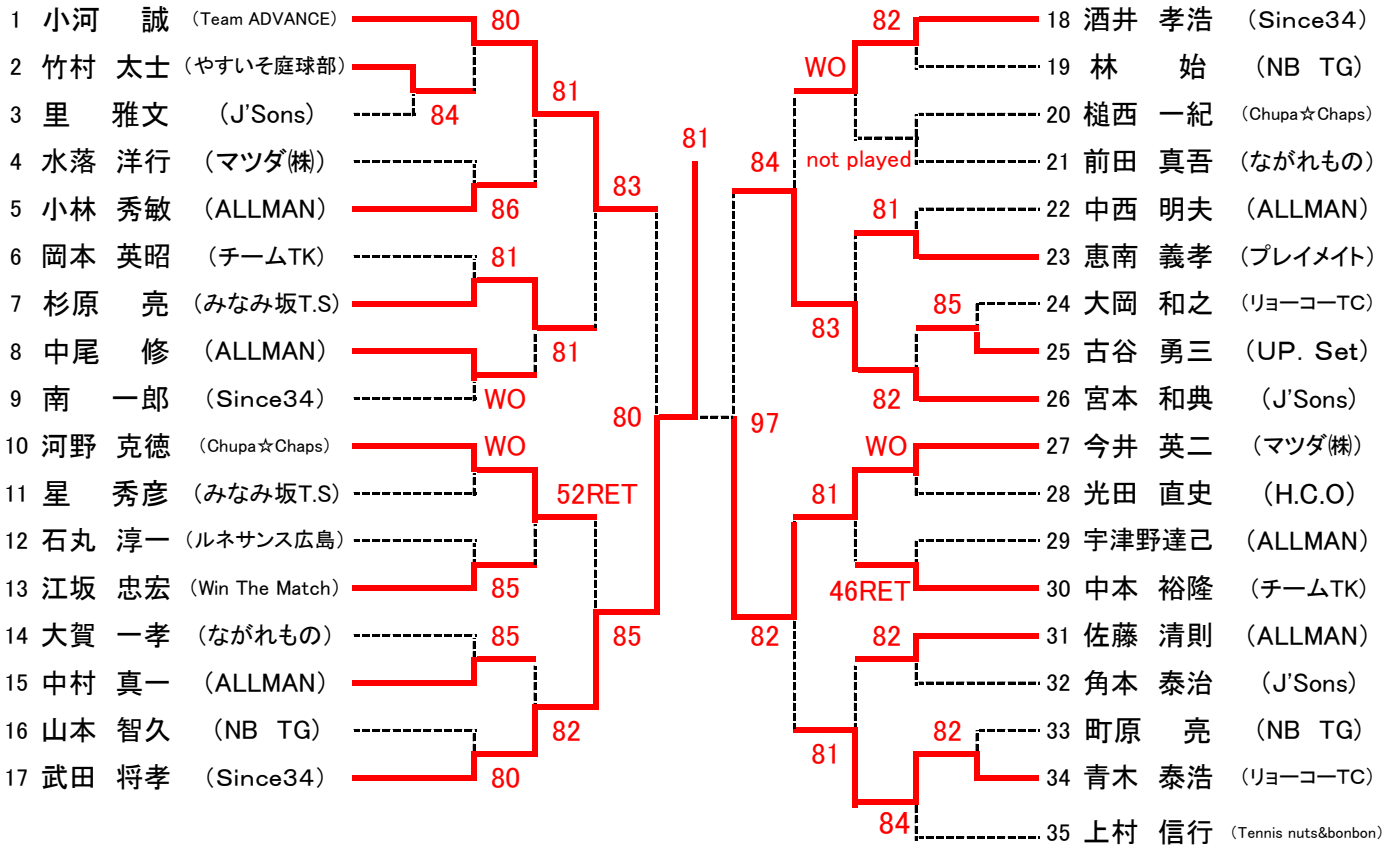 1 小河 誠 (Team ADVANCE)
2 竹村 太士 (やすいそ庭球部)
3 里 雅文 (J'Sons)
4 水落 洋行 (マツダ㈱)
5 小林 秀敏 (ALLMAN)
6 岡本 英昭 (チームTK)
7 杉原 亮 (みなみ坂T.S)
8 中尾 修 (ALLMAN)
9 南 一郎 (Since34)
10 河野 克徳 (Chupa☆Chaps)
11 星 秀彦 (みなみ坂T.S)
12 石丸 淳一 (ルネサンス広島)
13 江坂 忠宏 (Win The Match)
14 大賀 一孝 (ながれもの)
15 中村 真一 (ALLMAN)
16 山本 智久 (NB TG)
17 武田 将孝 (Since34)
80
84
86
81
WO
WO
85
85
80
81
81
52RET
82
83
85
80
81
97
84
82
WO
83
81
81
82
not played
81
85
82
WO
46RET
82
82
84
18 酒井 孝浩 (Since34)
19 林 始 (NB TG)
20 槌西 一紀 (Chupa☆Chaps)
21 前田 真吾 (ながれもの)
22 中西 明夫 (ALLMAN)
23 恵南 義孝 (プレイメイト)
24 大岡 和之 (リョーコーTC)
25 古谷 勇三 (UP. Set)
26 宮本 和典 (J'Sons)
27 今井 英二 (マツダ㈱)
28 光田 直史 (H.C.O)
29 宇津野達己 (ALLMAN)
30 中本 裕隆 (チームTK)
31 佐藤 清則 (ALLMAN)
32 角本 泰治 (J'Sons)
33 町原 亮 (NB TG)
34 青木 泰浩 (リョーコーTC)
35 上村 信行 (Tennis nuts&bonbon)